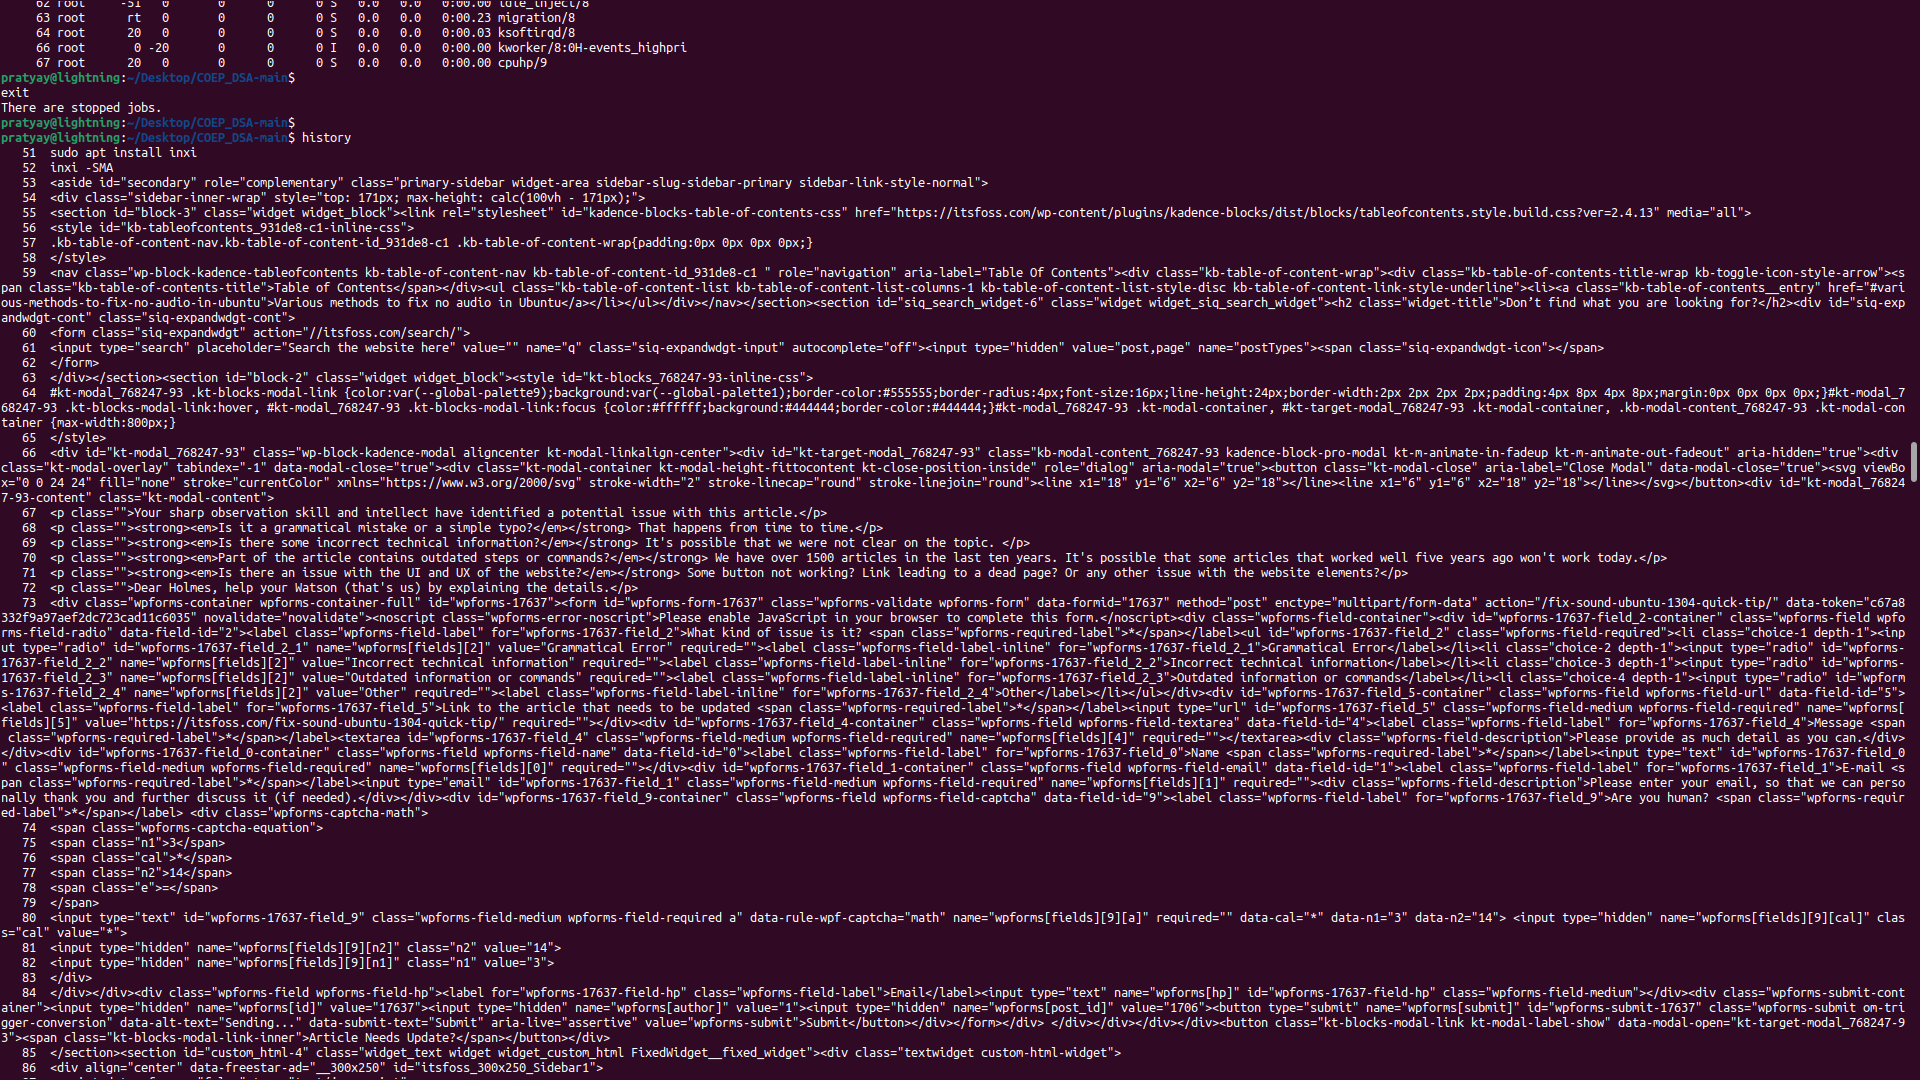 62 root -51 0 0 0 0 S 0.0 0.0 0:00.00 idle_inject/8
63 root rt 0 0 0 0 S 0.0 0.0 0:00.23 migration/8
64 root 20 0 0 0 0 S 0.0 0.0 0:00.03 ksoftirqd/8
66 root 0 -20 0 0 0 I 0.0 0.0 0:00.00 kworker/8:0H-events_highpri
67 root 20 0 0 0 0 S 0.0 0.0 0:00.00 cpuhp/9
pratyay@lightning:~/Desktop/COEP_DSA-main$
exit
There are stopped jobs.
pratyay@lightning:~/Desktop/COEP_DSA-main$
pratyay@lightning:~/Desktop/COEP_DSA-main$ history
51 sudo apt install inxi
52 inxi -SMA
53 <aside id="secondary" role="complementary" class="primary-sidebar widget-area sidebar-slug-sidebar-primary sidebar-link-style-normal">
54 <div class="sidebar-inner-wrap" style="top: 171px; max-height: calc(100vh - 171px);">
55 <section id="block-3" class="widget widget_block"><link rel="stylesheet" id="kadence-blocks-table-of-contents-css" href="https://itsfoss.com/wp-content/plugins/kadence-blocks/dist/blocks/tableofcontents.style.build.css?ver=2.4.13" media="all">
56 <style id="kb-tableofcontents_931de8-c1-inline-css">
57 .kb-table-of-content-nav.kb-table-of-content-id_931de8-c1 .kb-table-of-content-wrap{padding:0px 0px 0px 0px;}
58 </style>
59 <nav class="wp-block-kadence-tableofcontents kb-table-of-content-nav kb-table-of-content-id_931de8-c1 " role="navigation" aria-label="Table Of Contents"><div class="kb-table-of-content-wrap"><div class="kb-table-of-contents-title-wrap kb-toggle-icon-style-arrow"><s
pan class="kb-table-of-contents-title">Table of Contents</span></div><ul class="kb-table-of-content-list kb-table-of-content-list-columns-1 kb-table-of-content-list-style-disc kb-table-of-content-link-style-underline"><li><a class="kb-table-of-contents__entry" href="#vari
ous-methods-to-fix-no-audio-in-ubuntu">Various methods to fix no audio in Ubuntu</a></li></ul></div></nav></section><section id="siq_search_widget-6" class="widget widget_siq_search_widget"><h2 class="widget-title">Don’t find what you are looking for?</h2><div id="siq-exp
andwdgt-cont" class="siq-expandwdgt-cont">
60 <form class="siq-expandwdgt" action="//itsfoss.com/search/">
61 <input type="search" placeholder="Search the website here" value="" name="q" class="siq-expandwdgt-input" autocomplete="off"><input type="hidden" value="post,page" name="postTypes"><span class="siq-expandwdgt-icon"></span>
62 </form>
63 </div></section><section id="block-2" class="widget widget_block"><style id="kt-blocks_768247-93-inline-css">
64 #kt-modal_768247-93 .kt-blocks-modal-link {color:var(--global-palette9);background:var(--global-palette1);border-color:#555555;border-radius:4px;font-size:16px;line-height:24px;border-width:2px 2px 2px 2px;padding:4px 8px 4px 8px;margin:0px 0px 0px 0px;}#kt-modal_7
68247-93 .kt-blocks-modal-link:hover, #kt-modal_768247-93 .kt-blocks-modal-link:focus {color:#ffffff;background:#444444;border-color:#444444;}#kt-modal_768247-93 .kt-modal-container, #kt-target-modal_768247-93 .kt-modal-container, .kb-modal-content_768247-93 .kt-modal-con
tainer {max-width:800px;}
65 </style>
66 <div id="kt-modal_768247-93" class="wp-block-kadence-modal aligncenter kt-modal-linkalign-center"><div id="kt-target-modal_768247-93" class="kb-modal-content_768247-93 kadence-block-pro-modal kt-m-animate-in-fadeup kt-m-animate-out-fadeout" aria-hidden="true"><div 
class="kt-modal-overlay" tabindex="-1" data-modal-close="true"><div class="kt-modal-container kt-modal-height-fittocontent kt-close-position-inside" role="dialog" aria-modal="true"><button class="kt-modal-close" aria-label="Close Modal" data-modal-close="true"><svg viewBo
x="0 0 24 24" fill="none" stroke="currentColor" xmlns="https://www.w3.org/2000/svg" stroke-width="2" stroke-linecap="round" stroke-linejoin="round"><line x1="18" y1="6" x2="6" y2="18"></line><line x1="6" y1="6" x2="18" y2="18"></line></svg></button><div id="kt-modal_76824
7-93-content" class="kt-modal-content">
67 <p class="">Your sharp observation skill and intellect have identified a potential issue with this article.</p>
68 <p class=""><strong><em>Is it a grammatical mistake or a simple typo?</em></strong> That happens from time to time.</p>
69 <p class=""><strong><em>Is there some incorrect technical information?</em></strong> It's possible that we were not clear on the topic. </p>
70 <p class=""><strong><em>Part of the article contains outdated steps or commands?</em></strong> We have over 1500 articles in the last ten years. It's possible that some articles that worked well five years ago won't work today.</p>
71 <p class=""><strong><em>Is there an issue with the UI and UX of the website?</em></strong> Some button not working? Link leading to a dead page? Or any other issue with the website elements?</p>
72 <p class="">Dear Holmes, help your Watson (that's us) by explaining the details.</p>
73 <div class="wpforms-container wpforms-container-full" id="wpforms-17637"><form id="wpforms-form-17637" class="wpforms-validate wpforms-form" data-formid="17637" method="post" enctype="multipart/form-data" action="/fix-sound-ubuntu-1304-quick-tip/" data-token="c67a8
332f9a97aef2dc723cad11c6035" novalidate="novalidate"><noscript class="wpforms-error-noscript">Please enable JavaScript in your browser to complete this form.</noscript><div class="wpforms-field-container"><div id="wpforms-17637-field_2-container" class="wpforms-field wpfo
rms-field-radio" data-field-id="2"><label class="wpforms-field-label" for="wpforms-17637-field_2">What kind of issue is it? <span class="wpforms-required-label">*</span></label><ul id="wpforms-17637-field_2" class="wpforms-field-required"><li class="choice-1 depth-1"><inp
ut type="radio" id="wpforms-17637-field_2_1" name="wpforms[fields][2]" value="Grammatical Error" required=""><label class="wpforms-field-label-inline" for="wpforms-17637-field_2_1">Grammatical Error</label></li><li class="choice-2 depth-1"><input type="radio" id="wpforms-
17637-field_2_2" name="wpforms[fields][2]" value="Incorrect technical information" required=""><label class="wpforms-field-label-inline" for="wpforms-17637-field_2_2">Incorrect technical information</label></li><li class="choice-3 depth-1"><input type="radio" id="wpforms-
17637-field_2_3" name="wpforms[fields][2]" value="Outdated information or commands" required=""><label class="wpforms-field-label-inline" for="wpforms-17637-field_2_3">Outdated information or commands</label></li><li class="choice-4 depth-1"><input type="radio" id="wpform
s-17637-field_2_4" name="wpforms[fields][2]" value="Other" required=""><label class="wpforms-field-label-inline" for="wpforms-17637-field_2_4">Other</label></li></ul></div><div id="wpforms-17637-field_5-container" class="wpforms-field wpforms-field-url" data-field-id="5">
<label class="wpforms-field-label" for="wpforms-17637-field_5">Link to the article that needs to be updated <span class="wpforms-required-label">*</span></label><input type="url" id="wpforms-17637-field_5" class="wpforms-field-medium wpforms-field-required" name="wpforms[
fields][5]" value="https://itsfoss.com/fix-sound-ubuntu-1304-quick-tip/" required=""></div><div id="wpforms-17637-field_4-container" class="wpforms-field wpforms-field-textarea" data-field-id="4"><label class="wpforms-field-label" for="wpforms-17637-field_4">Message <span
 class="wpforms-required-label">*</span></label><textarea id="wpforms-17637-field_4" class="wpforms-field-medium wpforms-field-required" name="wpforms[fields][4]" required=""></textarea><div class="wpforms-field-description">Please provide as much detail as you can.</div>
</div><div id="wpforms-17637-field_0-container" class="wpforms-field wpforms-field-name" data-field-id="0"><label class="wpforms-field-label" for="wpforms-17637-field_0">Name <span class="wpforms-required-label">*</span></label><input type="text" id="wpforms-17637-field_0
" class="wpforms-field-medium wpforms-field-required" name="wpforms[fields][0]" required=""></div><div id="wpforms-17637-field_1-container" class="wpforms-field wpforms-field-email" data-field-id="1"><label class="wpforms-field-label" for="wpforms-17637-field_1">E-mail <s
pan class="wpforms-required-label">*</span></label><input type="email" id="wpforms-17637-field_1" class="wpforms-field-medium wpforms-field-required" name="wpforms[fields][1]" required=""><div class="wpforms-field-description">Please enter your email, so that we can perso
nally thank you and further discuss it (if needed).</div></div><div id="wpforms-17637-field_9-container" class="wpforms-field wpforms-field-captcha" data-field-id="9"><label class="wpforms-field-label" for="wpforms-17637-field_9">Are you human? <span class="wpforms-requir
ed-label">*</span></label> <div class="wpforms-captcha-math">
74 <span class="wpforms-captcha-equation">
75 <span class="n1">3</span>
76 <span class="cal">*</span>
77 <span class="n2">14</span>
78 <span class="e">=</span>
79 </span>
80 <input type="text" id="wpforms-17637-field_9" class="wpforms-field-medium wpforms-field-required a" data-rule-wpf-captcha="math" name="wpforms[fields][9][a]" required="" data-cal="*" data-n1="3" data-n2="14"> <input type="hidden" name="wpforms[fields][9][cal]" clas
s="cal" value="*">
81 <input type="hidden" name="wpforms[fields][9][n2]" class="n2" value="14">
82 <input type="hidden" name="wpforms[fields][9][n1]" class="n1" value="3">
83 </div>
84 </div></div><div class="wpforms-field wpforms-field-hp"><label for="wpforms-17637-field-hp" class="wpforms-field-label">Email</label><input type="text" name="wpforms[hp]" id="wpforms-17637-field-hp" class="wpforms-field-medium"></div><div class="wpforms-submit-cont
ainer"><input type="hidden" name="wpforms[id]" value="17637"><input type="hidden" name="wpforms[author]" value="1"><input type="hidden" name="wpforms[post_id]" value="1706"><button type="submit" name="wpforms[submit]" id="wpforms-submit-17637" class="wpforms-submit om-tri
gger-conversion" data-alt-text="Sending..." data-submit-text="Submit" aria-live="assertive" value="wpforms-submit">Submit</button></div></form></div> </div></div></div></div><button class="kt-blocks-modal-link kt-modal-label-show" data-modal-open="kt-target-modal_768247-9
3"><span class="kt-blocks-modal-link-inner">Article Needs Update?</span></button></div>
85 </section><section id="custom_html-4" class="widget_text widget widget_custom_html FixedWidget__fixed_widget"><div class="textwidget custom-html-widget">
86 <div align="center" data-freestar-ad="__300x250" id="itsfoss_300x250_Sidebar1">